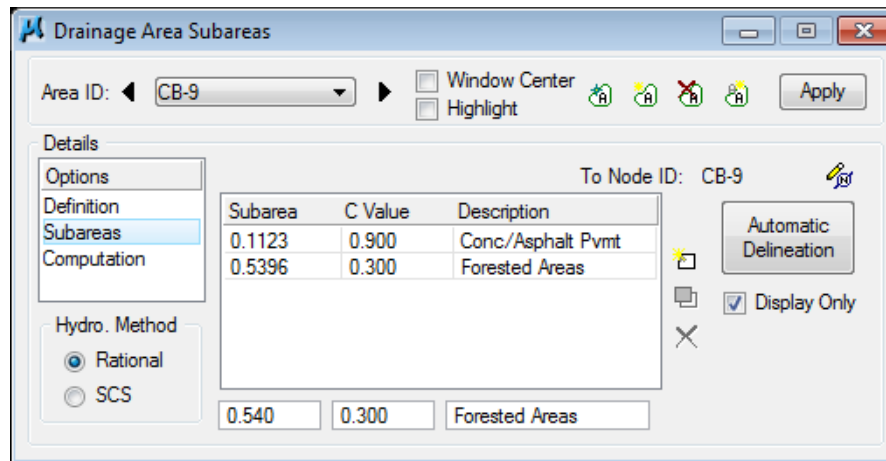 Drainage Area Subareas
Area ID: CB-9 Window Center Apply
Highlight
Details
Options To Node ID: CB-9
Definition
Subareas
Computation
Subarea C Value Description
0.1123 0.900 Conc/Asphalt Pvmt
0.5396 0.300 Forested Areas
Automatic
Delineation
Display Only
Hydro. Method
Rational
SCS
0.540 0.300 Forested Areas